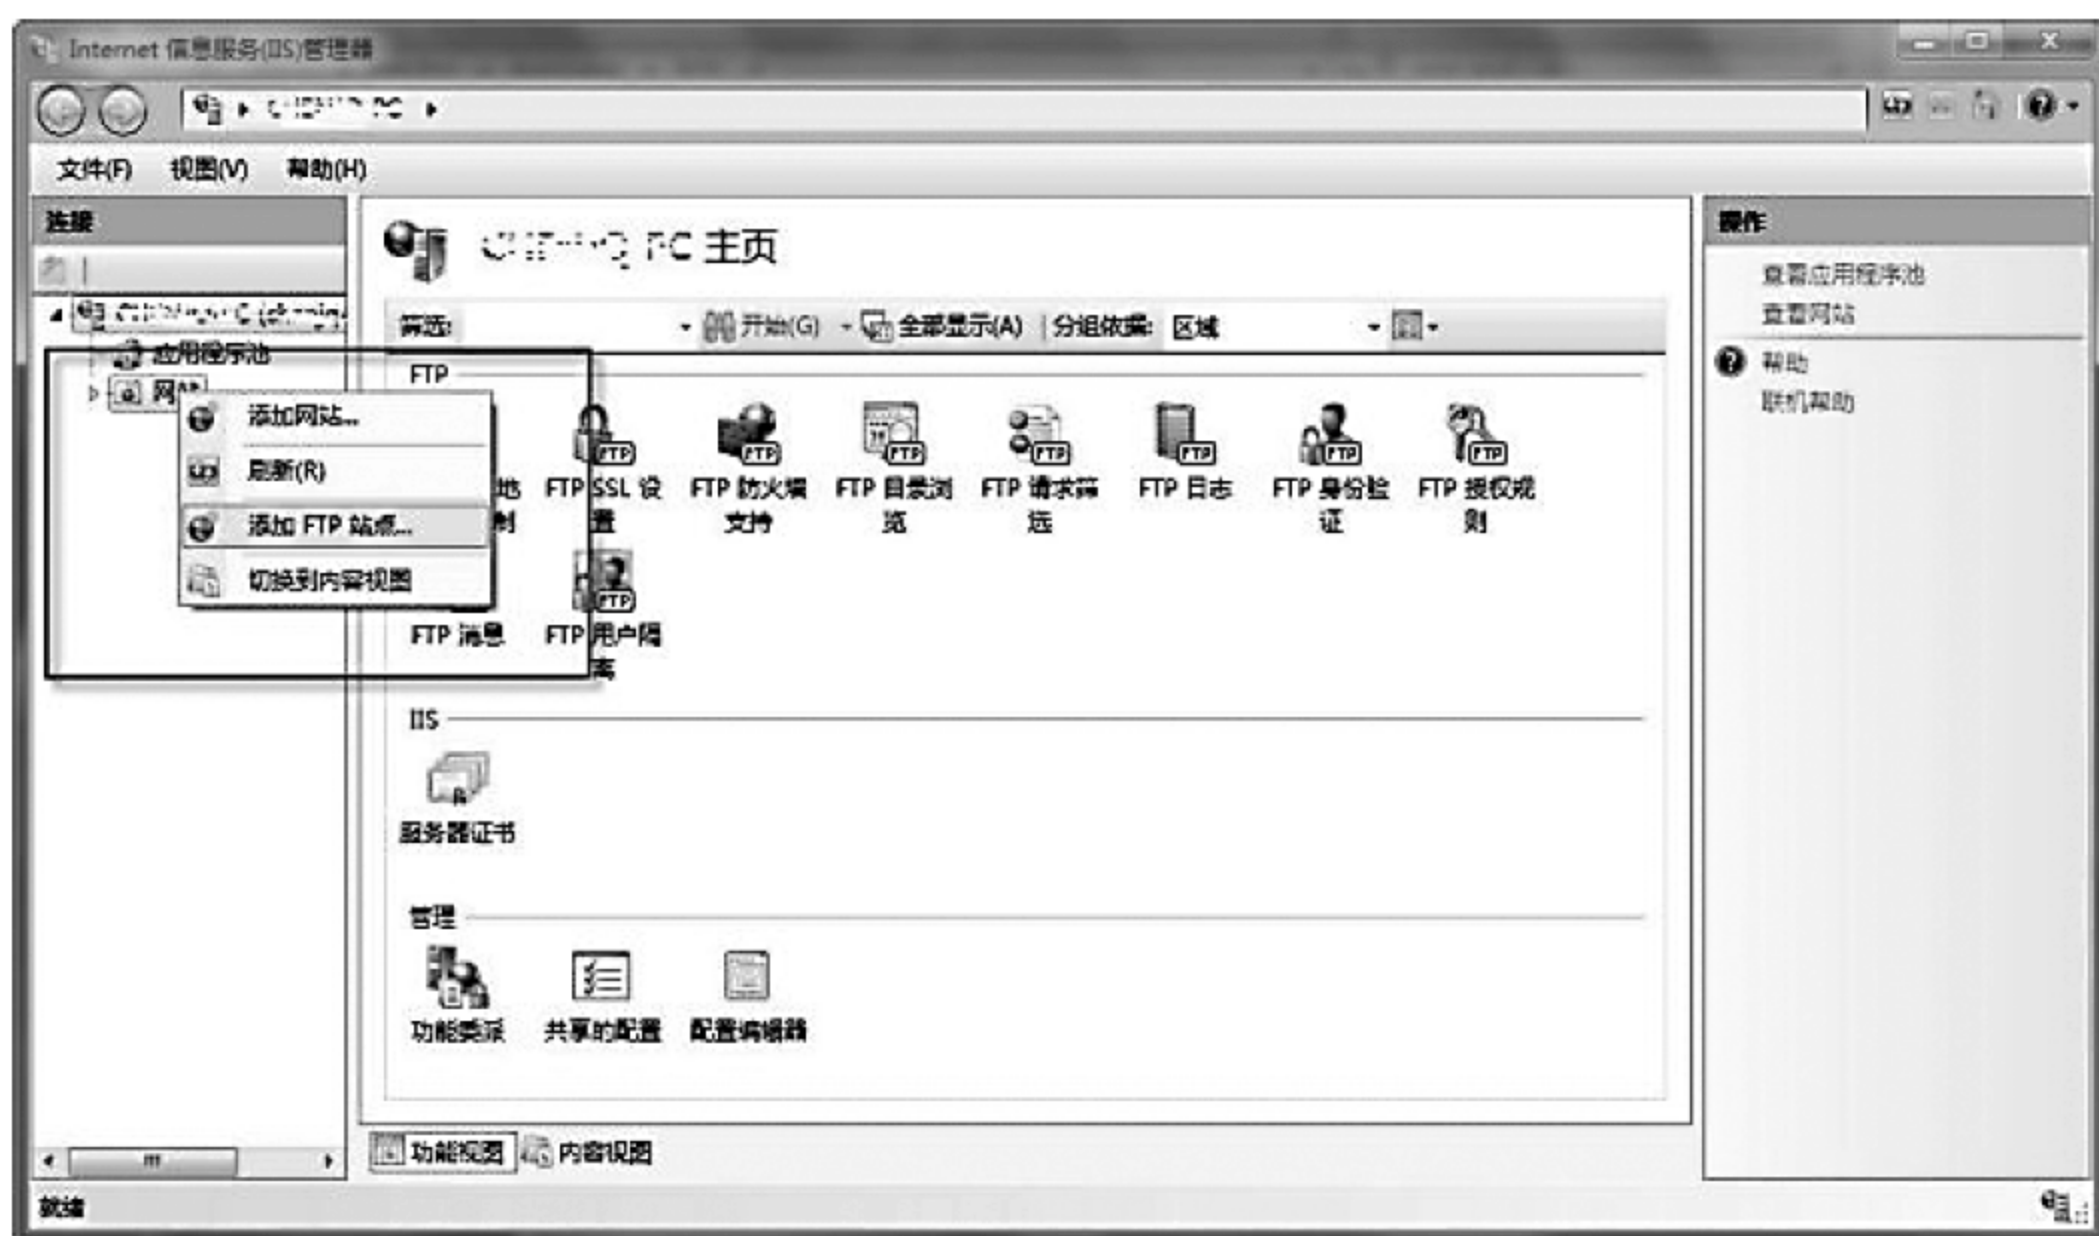 Internet 信息服务(IIS)管理器
文件(F) 视图(V) 帮助(H)
连接
应用程序池
添加网站...
刷新(R)
添加 FTP 站点...
切换到内容视图
PC 主页
筛选: 开始(G) 全部显示(A) 分组依据: 区域
FTP
地 FTP SSL 设 FTP 防火墙 FTP 目录浏 FTP 请求筛 FTP 日志 FTP 身份验 FTP 授权规
制 置 支持 览 选 证 则
FTP 消息 FTP 用户隔
离
IIS
服务器证书
管理
功能委派 共享的配置 配置编辑器
功能视图 内容视图
操作
查看应用程序池
查看网站
帮助
联机帮助
就绪